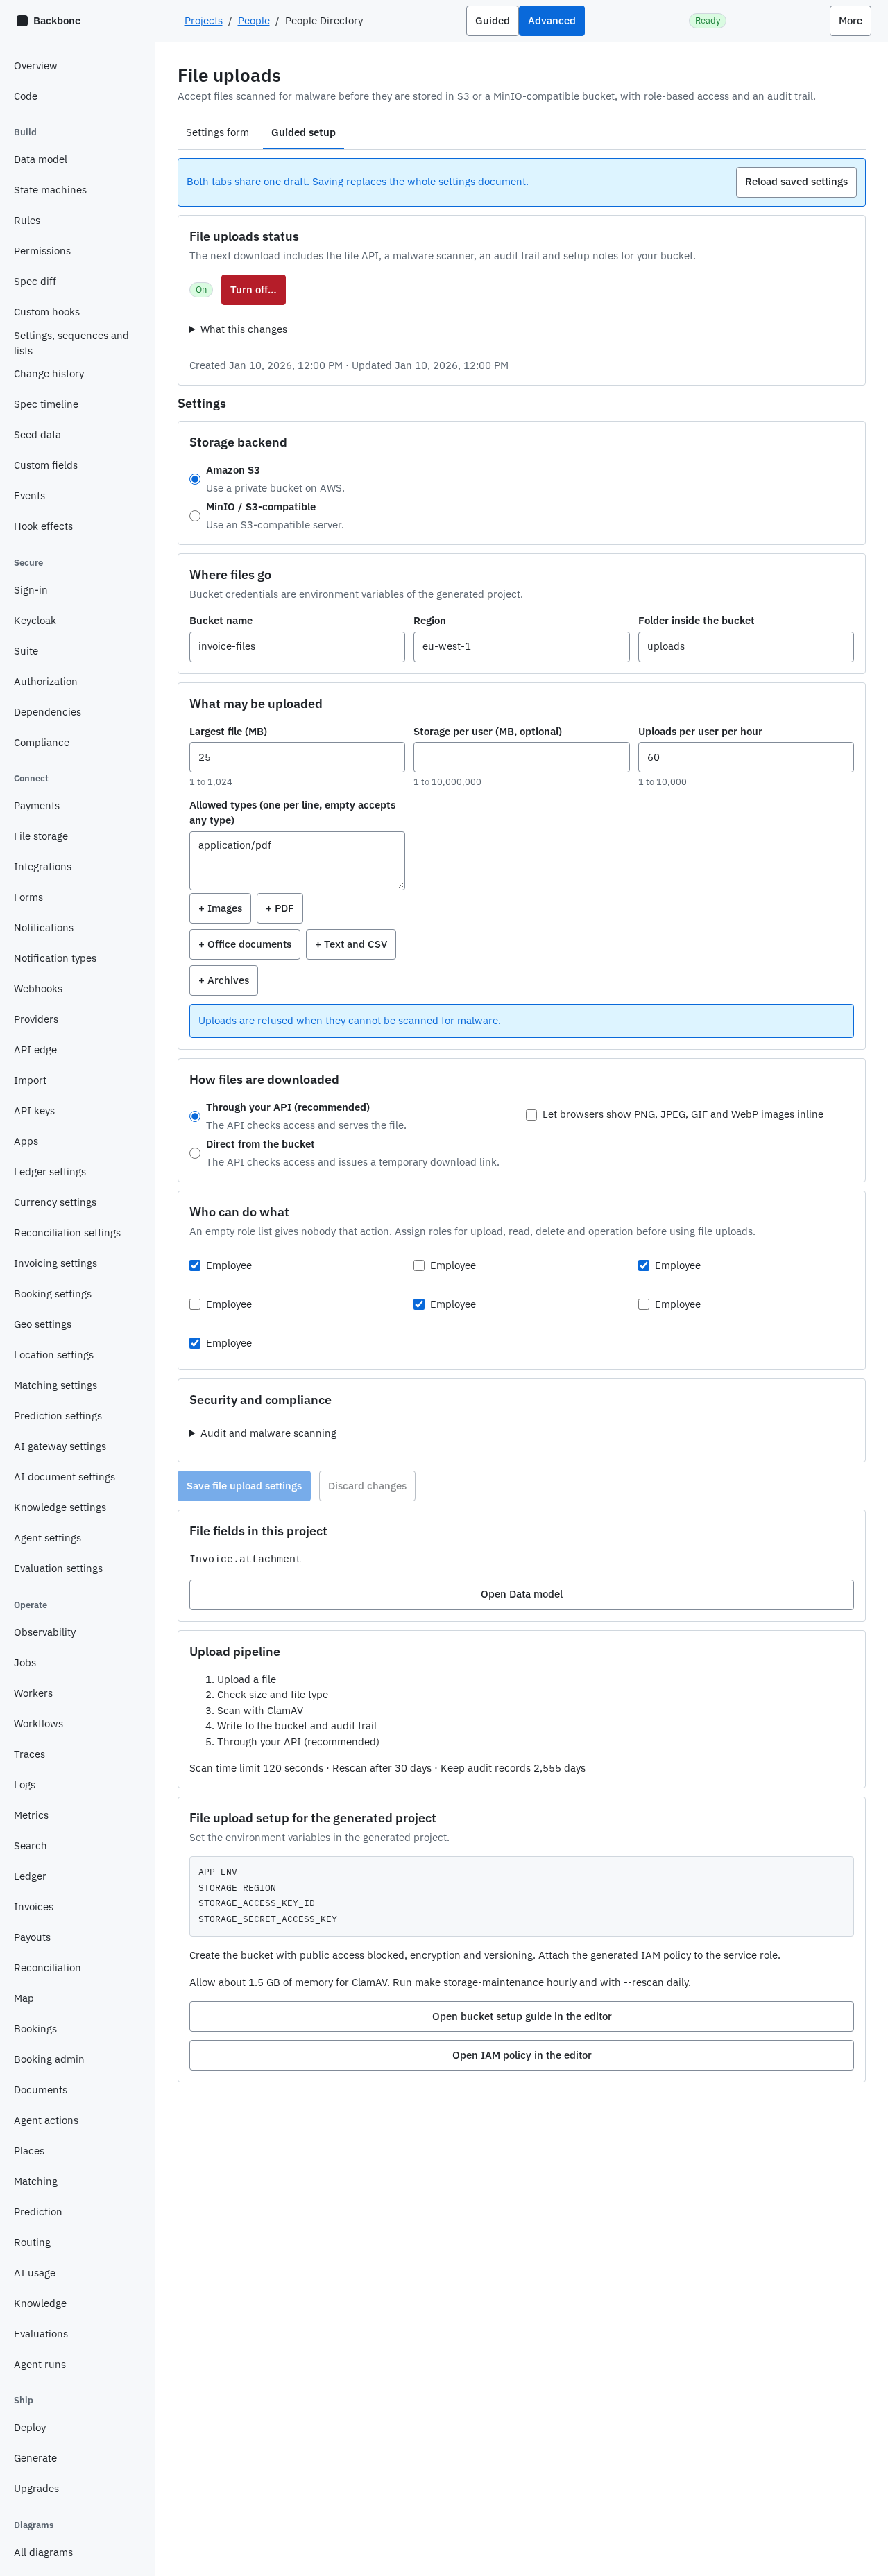 Backbone
Projects / People / People Directory
Guided
Advanced
Ready
More
Overview
Code
Build
Data model
State machines
Rules
Permissions
Spec diff
Custom hooks
Settings, sequences and
lists
Change history
Spec timeline
Seed data
Custom fields
Events
Hook effects
Secure
Sign-in
Keycloak
Suite
Authorization
Dependencies
Compliance
Connect
Payments
File storage
Integrations
Forms
Notifications
Notification types
Webhooks
Providers
API edge
Import
API keys
Apps
Ledger settings
Currency settings
Reconciliation settings
Invoicing settings
Booking settings
Geo settings
Location settings
Matching settings
Prediction settings
AI gateway settings
AI document settings
Knowledge settings
Agent settings
Evaluation settings
Operate
Observability
Jobs
Workers
Workflows
Traces
Logs
Metrics
Search
Ledger
Invoices
Payouts
Reconciliation
Map
Bookings
Booking admin
Documents
Agent actions
Places
Matching
Prediction
Routing
AI usage
Knowledge
Evaluations
Agent runs
Ship
Deploy
Generate
Upgrades
Diagrams
All diagrams
File uploads
Accept files scanned for malware before they are stored in S3 or a MinIO-compatible bucket, with role-based access and an audit trail.
Settings form
Guided setup
Both tabs share one draft. Saving replaces the whole settings document.
Reload saved settings
File uploads status
The next download includes the file API, a malware scanner, an audit trail and setup notes for your bucket.
On
Turn off...
What this changes
Created Jan 10, 2026, 12:00 PM · Updated Jan 10, 2026, 12:00 PM
Settings
Storage backend
Amazon S3
Use a private bucket on AWS.
MinIO / S3-compatible
Use an S3-compatible server.
Where files go
Bucket credentials are environment variables of the generated project.
Bucket name
Region
Folder inside the bucket
invoice-files
eu-west-1
uploads
What may be uploaded
Largest file (MB)
Storage per user (MB, optional)
Uploads per user per hour
25
60
1 to 1,024
1 to 10,000,000
1 to 10,000
Allowed types (one per line, empty accepts
any type)
application/pdf
+ Images
+ PDF
+ Office documents
+ Text and CSV
+ Archives
Uploads are refused when they cannot be scanned for malware.
How files are downloaded
Through your API (recommended)
The API checks access and serves the file.
Direct from the bucket
The API checks access and issues a temporary download link.
Let browsers show PNG, JPEG, GIF and WebP images inline
Who can do what
An empty role list gives nobody that action. Assign roles for upload, read, delete and operation before using file uploads.
Employee
Employee
Employee
Employee
Employee
Employee
Employee
Security and compliance
Audit and malware scanning
Save file upload settings
Discard changes
File fields in this project
Invoice.attachment
Open Data model
Upload pipeline
1. Upload a file
2. Check size and file type
3. Scan with ClamAV
4. Write to the bucket and audit trail
5. Through your API (recommended)
Scan time limit 120 seconds · Rescan after 30 days · Keep audit records 2,555 days
File upload setup for the generated project
Set the environment variables in the generated project.
APP_ENV
STORAGE_REGION
STORAGE_ACCESS_KEY_ID
STORAGE_SECRET_ACCESS_KEY
Create the bucket with public access blocked, encryption and versioning. Attach the generated IAM policy to the service role.
Allow about 1.5 GB of memory for ClamAV. Run make storage-maintenance hourly and with --rescan daily.
Open bucket setup guide in the editor
Open IAM policy in the editor